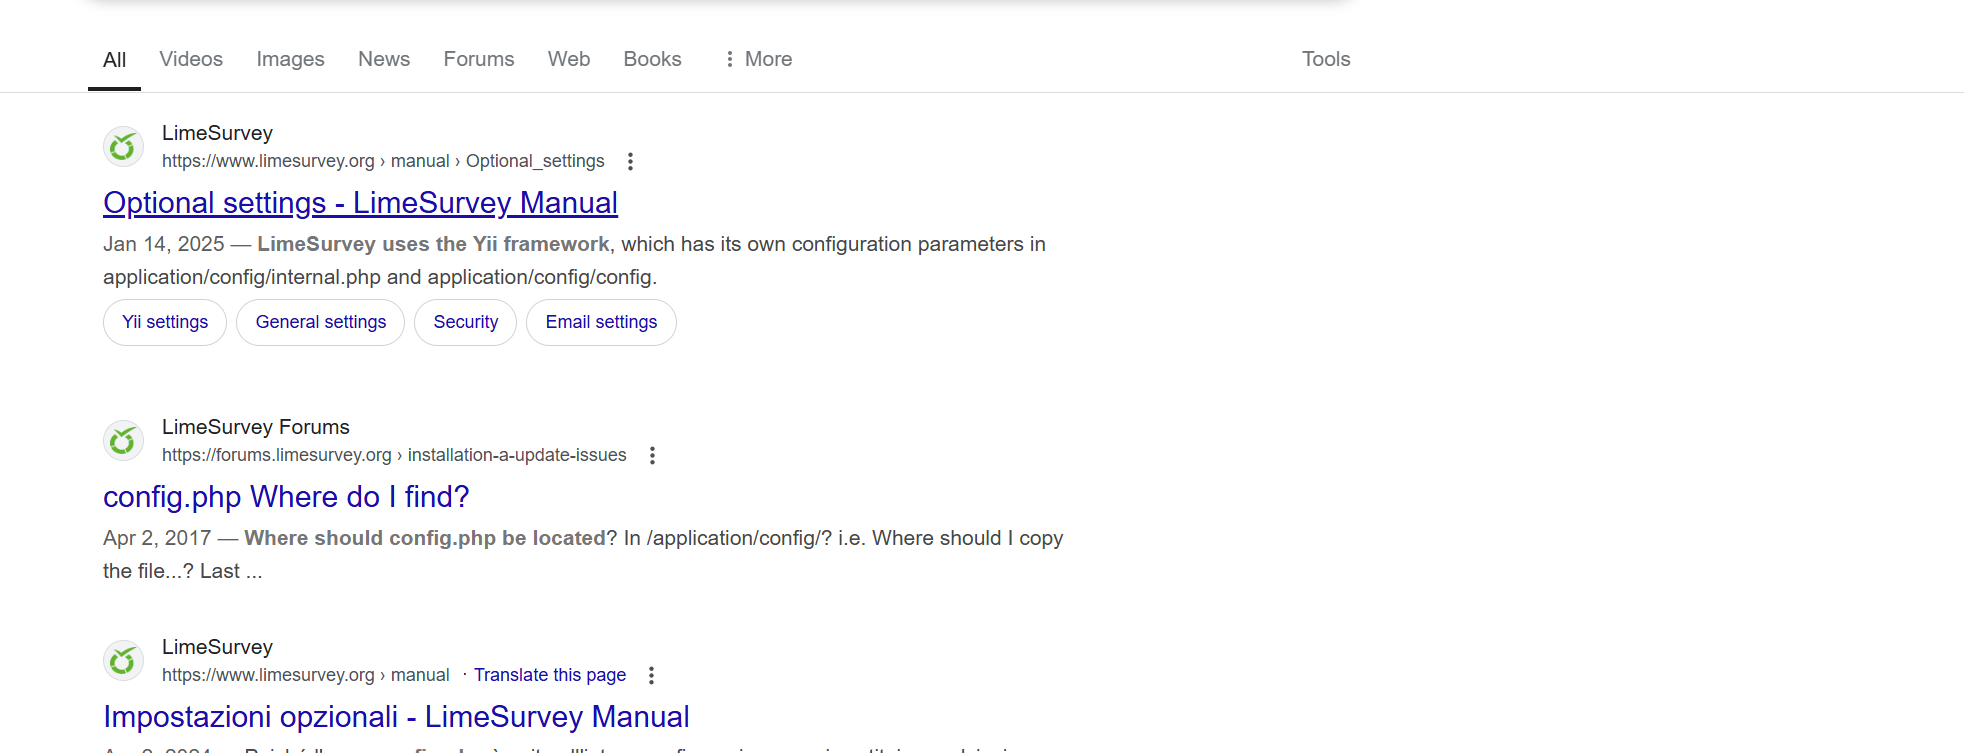 All Videos Images News Forums Web Books More Tools
LimeSurvey
https://www.limesurvey.org › manual › Optional_settings
Optional settings - LimeSurvey Manual
Jan 14, 2025 — LimeSurvey uses the Yii framework, which has its own configuration parameters in
application/config/internal.php and application/config/config.
Yii settings General settings Security Email settings
LimeSurvey Forums
https://forums.limesurvey.org › installation-a-update-issues
config.php Where do I find?
Apr 2, 2017 — Where should config.php be located? In /application/config/? i.e. Where should I copy
the file...? Last ...
LimeSurvey
https://www.limesurvey.org › manual · Translate this page
Impostazioni opzionali - LimeSurvey Manual